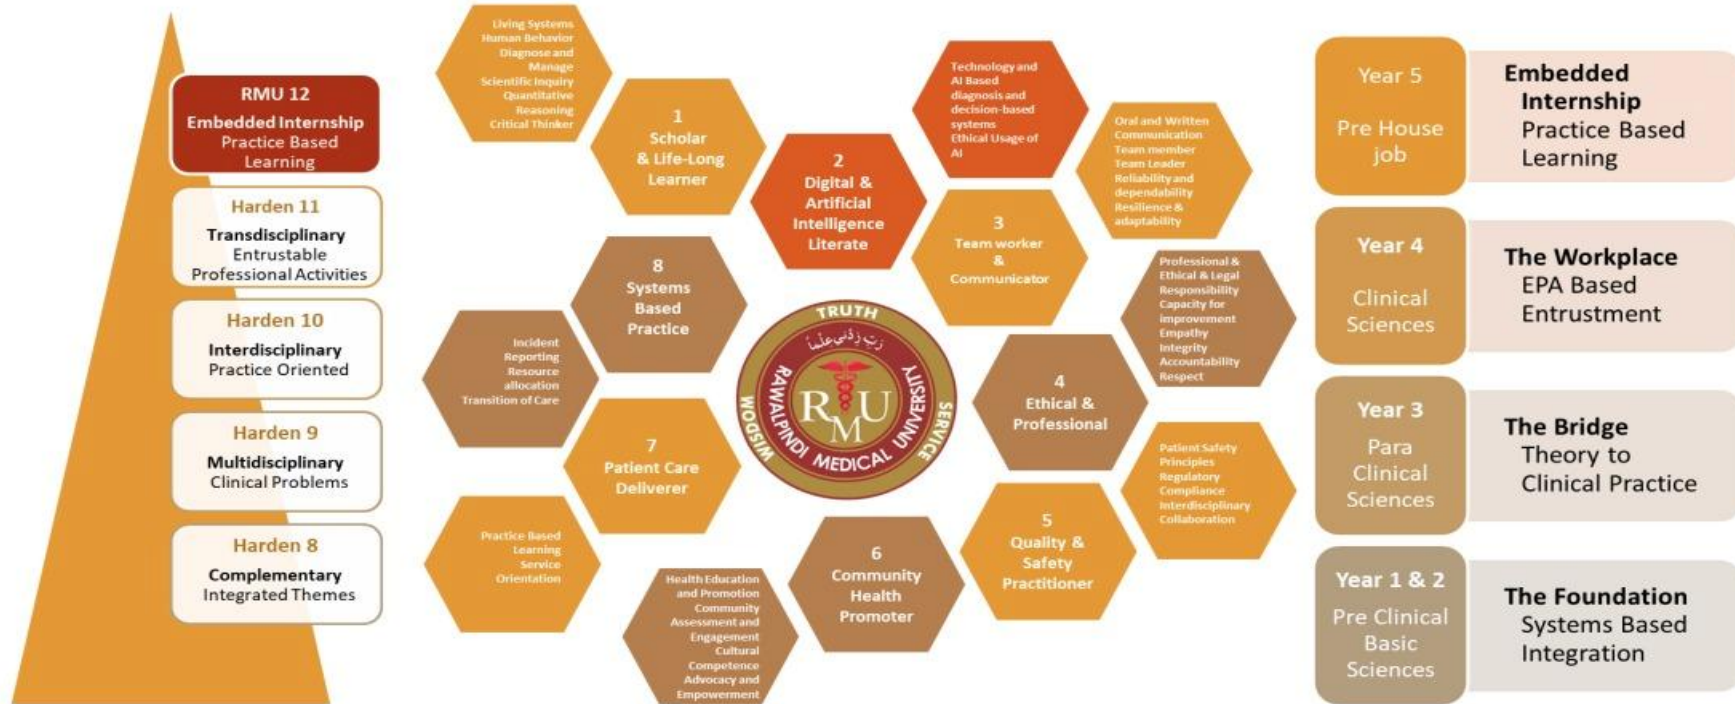 RMU 12
Embedded Internship
Practice Based
Learning
Harden 11
Transdisciplinary
Entrustable
Professional Activities
Harden 10
Interdisciplinary
Practice Oriented
Harden 9
Multidisciplinary
Clinical Problems
Harden 8
Complementary
Integrated Themes
Living Systems
Human Behavior
Diagnose and
Manage
Scientific Inquiry
Quantitative
Reasoning
Critical Thinker
1
Scholar
& Life-Long
Learner
2
Digital &
Artificial
Intelligence
Literate
Technology and
AI Based
diagnosis and
decision-based
systems
Ethical Usage of
AI
3
Team worker
&
Communicator
Oral and Written
Communication
Team member
Team Leader
Reliability and
dependability
Resilience &
adaptability
4
Ethical &
Professional
Professional &
Ethical & Legal
Responsibility
Capacity for
improvement
Empathy
Integrity
Accountability
Respect
5
Quality &
Safety
Practitioner
Patient Safety
Principles
Regulatory
Compliance
Interdisciplinary
Collaboration
6
Community
Health
Promoter
Health Education
and Promotion
Community
Assessment and
Engagement
Cultural
Competence
Advocacy and
Empowerment
7
Patient Care
Deliverer
Practice Based
Learning
Service
Orientation
8
Systems
Based
Practice
Incident
Reporting
Resource
allocation
Transition of Care
TRUTH
WISDOM
SERVICE
رَبِّ زِدْنِي عِلْمًا
RMU
RAWALPINDI MEDICAL UNIVERSITY
Year 5
Pre House
job
Embedded
Internship
Practice Based
Learning
Year 4
Clinical
Sciences
The Workplace
EPA Based
Entrustment
Year 3
Para
Clinical
Sciences
The Bridge
Theory to
Clinical Practice
Year 1 & 2
Pre Clinical
Basic
Sciences
The Foundation
Systems Based
Integration